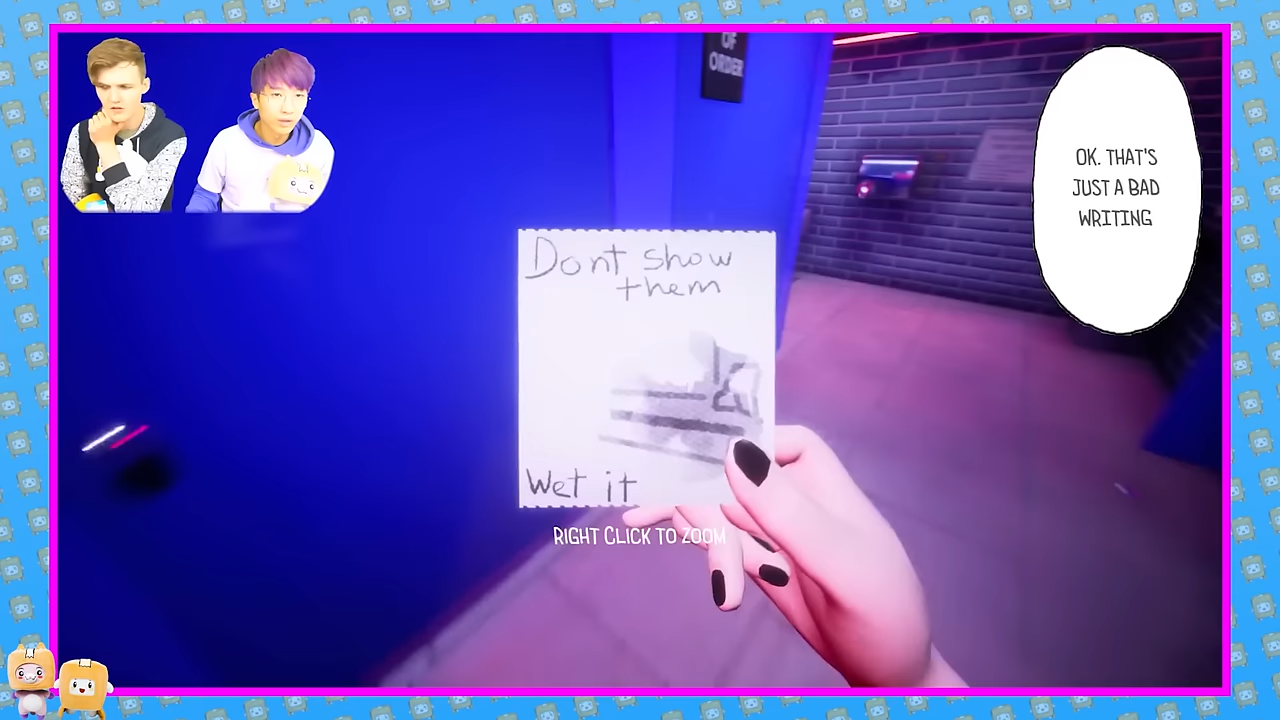 OF
ORDER
OK. THAT'S
JUST A BAD
WRITING
Dont show
them
Wet it
RIGHT CLICK TO ZOOM